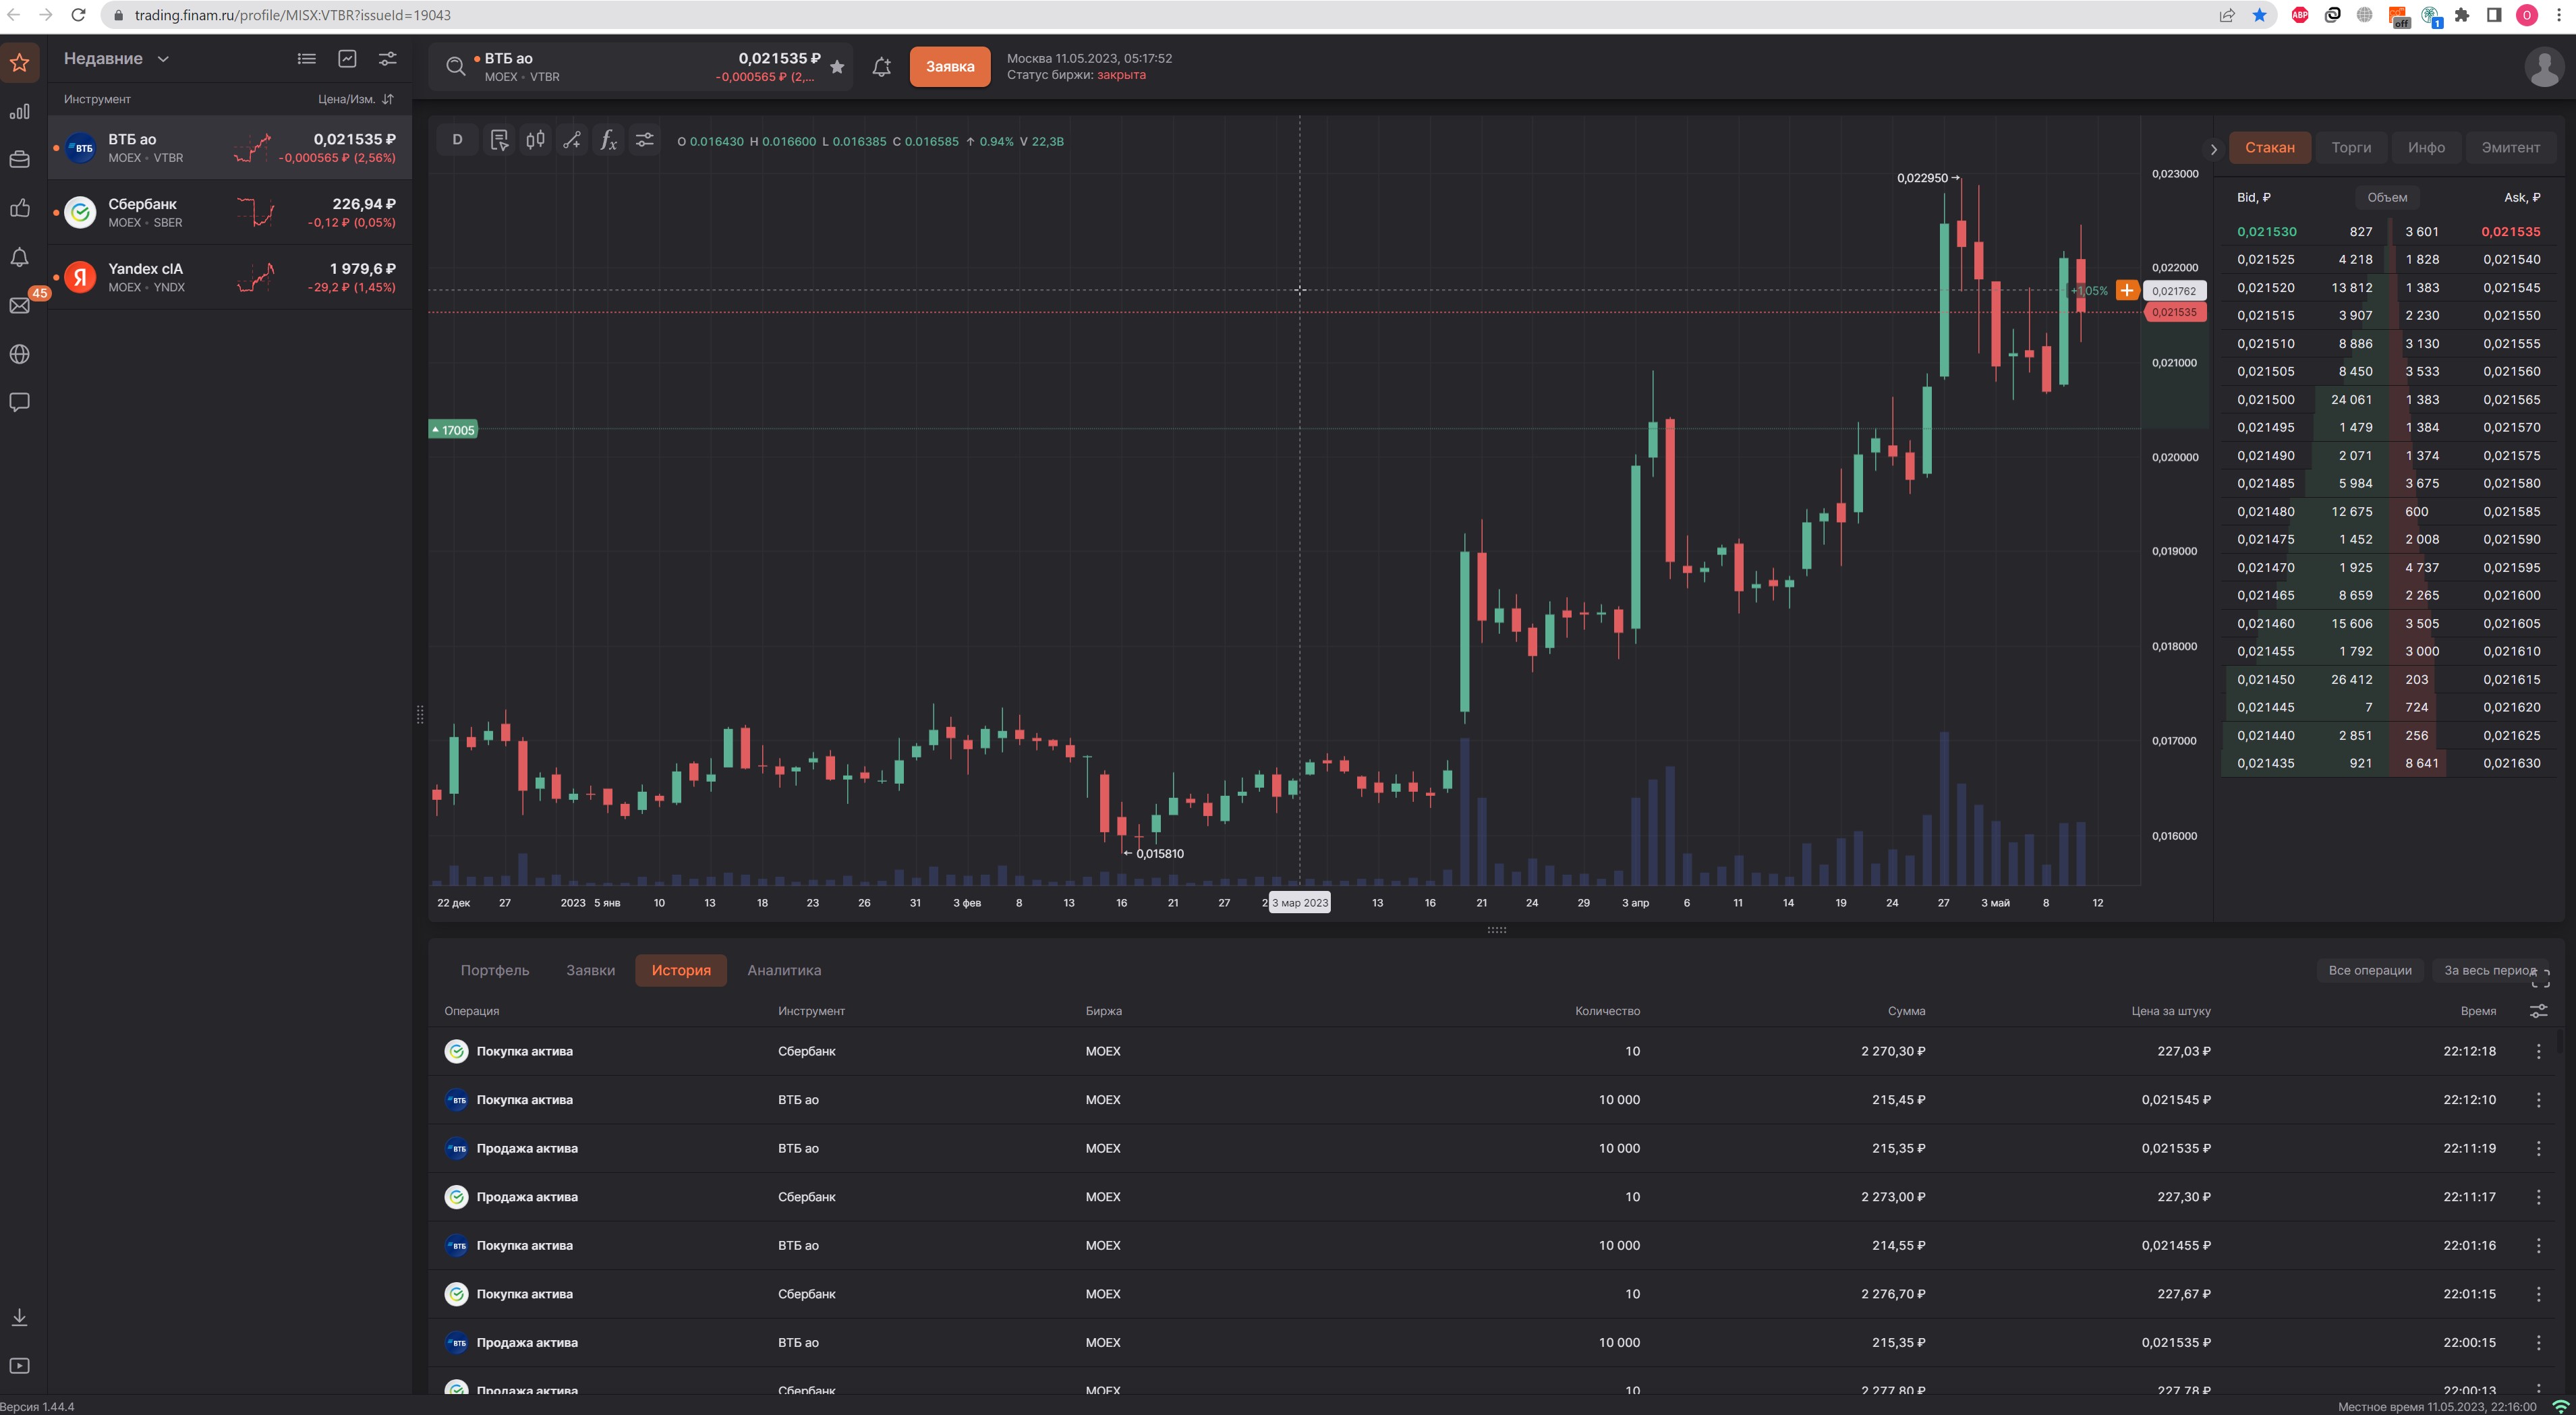 trading.finam.ru/profile/MISX:VTBR?issueId=19043
ABP
off
1
O
Недавние
ВТБ ао 0,021535 ₽
MOEX • VTBR -0,000565 ₽ (2,...
Заявка
Москва 11.05.2023, 05:17:52
Статус биржи: закрыта
Инструмент Цена/Изм.
ВТБ ВТБ ао 0,021535 ₽
MOEX • VTBR -0,000565 ₽ (2,56%)
Сбербанк 226,94 ₽
MOEX • SBER -0,12 ₽ (0,05%)
Я Yandex clA 1 979,6 ₽
MOEX • YNDX -29,2 ₽ (1,45%)
45
D fx O 0.016430 H 0.016600 L 0.016385 C 0.016585 ↑ 0.94% V 22,3B
0,022950 →
+1,05%
▲ 17005
← 0,015810
0,023000
0,022000
0,021762
0,021535
0,021000
0,020000
0,019000
0,018000
0,017000
0,016000
22 дек 27 2023 5 янв 10 13 18 23 26 31 3 фев 8 13 16 21 27 2 3 мар 2023 13 16 21 24 29 3 апр 6 11 14 19 24 27 3 май 8 12
Стакан Торги Инфо Эмитент
Bid, ₽ Объем Ask, ₽
0,021530 827 3 601 0,021535
0,021525 4 218 1 828 0,021540
0,021520 13 812 1 383 0,021545
0,021515 3 907 2 230 0,021550
0,021510 8 886 3 130 0,021555
0,021505 8 450 3 533 0,021560
0,021500 24 061 1 383 0,021565
0,021495 1 479 1 384 0,021570
0,021490 2 071 1 374 0,021575
0,021485 5 984 3 675 0,021580
0,021480 12 675 600 0,021585
0,021475 1 452 2 008 0,021590
0,021470 1 925 4 737 0,021595
0,021465 8 659 2 265 0,021600
0,021460 15 606 3 505 0,021605
0,021455 1 792 3 000 0,021610
0,021450 26 412 203 0,021615
0,021445 7 724 0,021620
0,021440 2 851 256 0,021625
0,021435 921 8 641 0,021630
Портфель Заявки История Аналитика Все операции За весь период
Операция Инструмент Биржа Количество Сумма Цена за штуку Время
Покупка актива Сбербанк MOEX 10 2 270,30 ₽ 227,03 ₽ 22:12:18
ВТБ Покупка актива ВТБ ао MOEX 10 000 215,45 ₽ 0,021545 ₽ 22:12:10
ВТБ Продажа актива ВТБ ао MOEX 10 000 215,35 ₽ 0,021535 ₽ 22:11:19
Продажа актива Сбербанк MOEX 10 2 273,00 ₽ 227,30 ₽ 22:11:17
ВТБ Покупка актива ВТБ ао MOEX 10 000 214,55 ₽ 0,021455 ₽ 22:01:16
Покупка актива Сбербанк MOEX 10 2 276,70 ₽ 227,67 ₽ 22:01:15
ВТБ Продажа актива ВТБ ао MOEX 10 000 215,35 ₽ 0,021535 ₽ 22:00:15
Продажа актива Сбербанк MOEX 10 2 277,80 ₽ 227,78 ₽ 22:00:13
Версия 1.44.4 Местное время 11.05.2023, 22:16:00